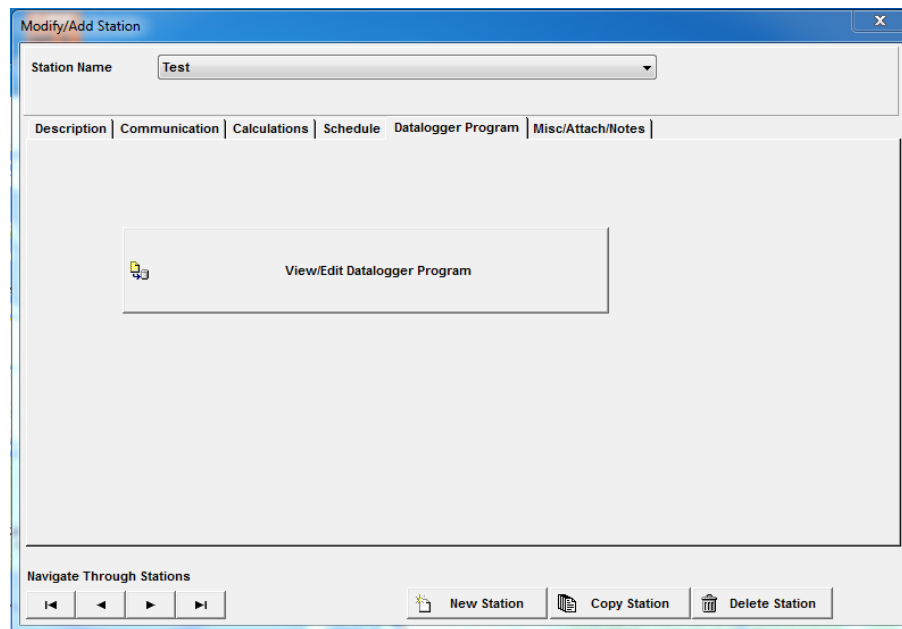 Modify/Add Station
Station Name Test
Description Communication Calculations Schedule Datalogger Program Misc/Attach/Notes
View/Edit Datalogger Program
Navigate Through Stations
New Station Copy Station Delete Station